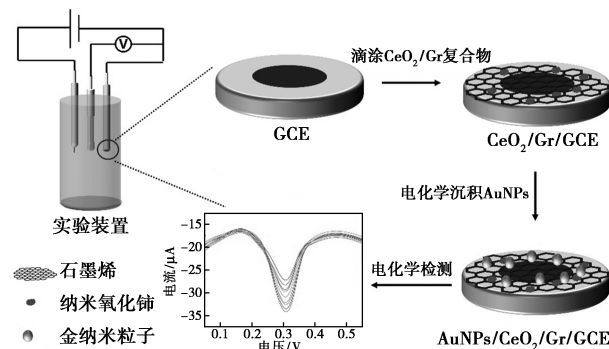 V
滴涂CeO₂/Gr复合物
GCE
CeO₂/Gr/GCE
电化学沉积AuNPs
实验装置
石墨烯
纳米氧化铈
金纳米粒子
电流/μA
-15
-20
-25
-30
-35
0.1 0.2 0.3 0.4 0.5
电压/V
电化学检测
AuNPs/CeO₂/Gr/GCE